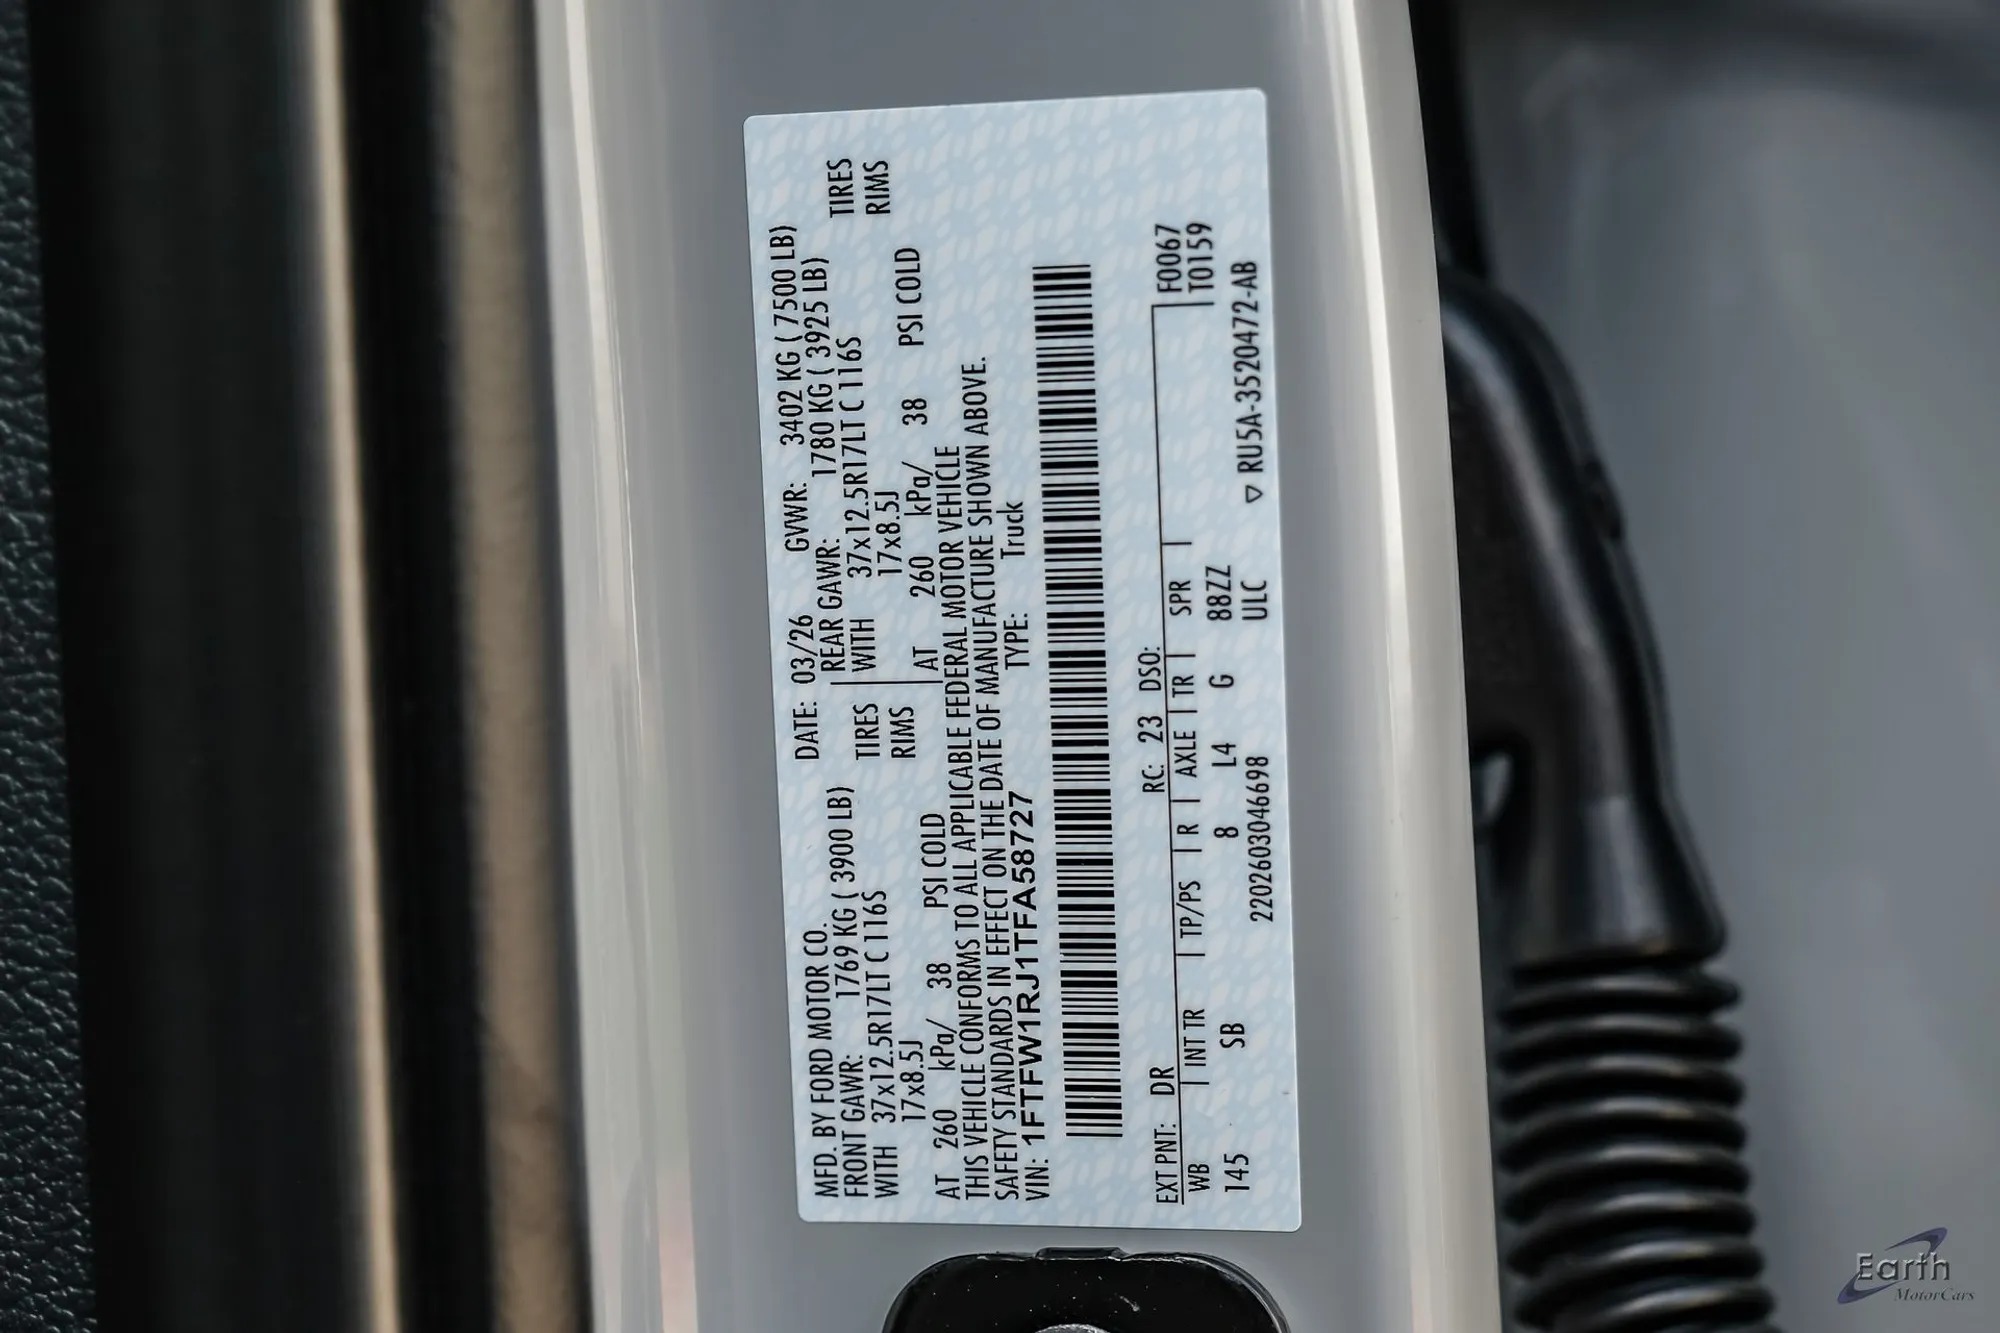 MFD. BY FORD MOTOR CO. DATE: 03/26 GVWR: 3402 KG ( 7500 LB)
FRONT GAWR: 1769 KG ( 3900 LB) REAR GAWR: 1780 KG ( 3925 LB)
WITH 37x12.5R17LT C 116S TIRES WITH 37x12.5R17LT C 116S TIRES
17x8.5J RIMS 17x8.5J RIMS
AT 260 kPa/ 38 PSI COLD AT 260 kPa/ 38 PSI COLD
THIS VEHICLE CONFORMS TO ALL APPLICABLE FEDERAL MOTOR VEHICLE
SAFETY STANDARDS IN EFFECT ON THE DATE OF MANUFACTURE SHOWN ABOVE.
VIN: 1FTFW1RJ1TFA58727 TYPE: Truck
EXT PNT: DR RC: 23 DSO: F0067
WB INT TR TP/PS R AXLE TR SPR T0159
145 SB 8 L4 G 88ZZ
220260304698 ULC ▽ RU5A-3520472-AB
Earth
MotorCars